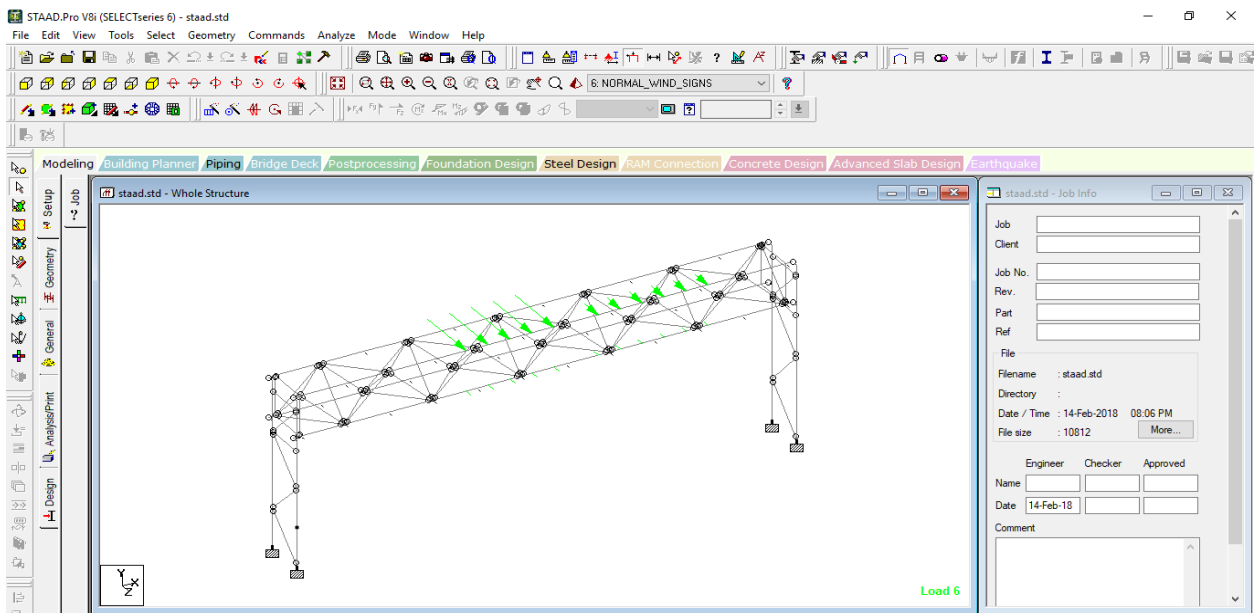 STAAD.Pro V8i (SELECTseries 6) - staad.std
File Edit View Tools Select Geometry Commands Analyze Mode Window Help
6: NORMAL_WIND_SIGNS
Modeling Building Planner Piping Bridge Deck Postprocessing Foundation Design Steel Design RAM Connection Concrete Design Advanced Slab Design Earthquake
Setup
Geometry
General
Analysis/Print
Design
Job
staad.std - Whole Structure
Y
X
Z
Load 6
staad.std - Job Info
Job
Client
Job No.
Rev.
Part
Ref
File
Filename : staad.std
Directory :
Date / Time : 14-Feb-2018 08:06 PM
File size : 10812 More...
Engineer Checker Approved
Name
Date 14-Feb-18
Comment